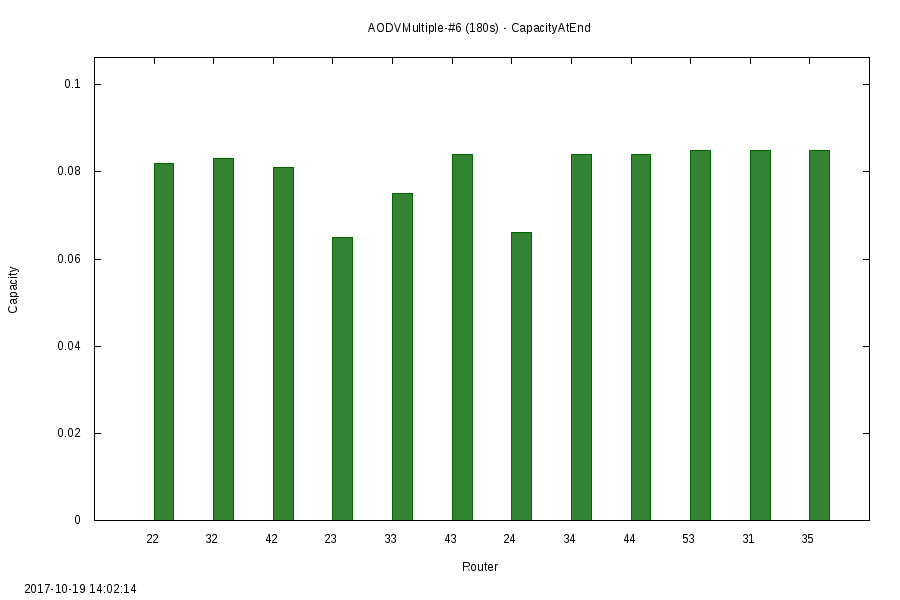 AODVMultiple-#6 (180s) - CapacityAtEnd
0.1
0.08
0.06
0.04
0.02
0
Capacity
22 32 42 23 33 43 24 34 44 53 31 35
Router
2017-10-19 14:02:14